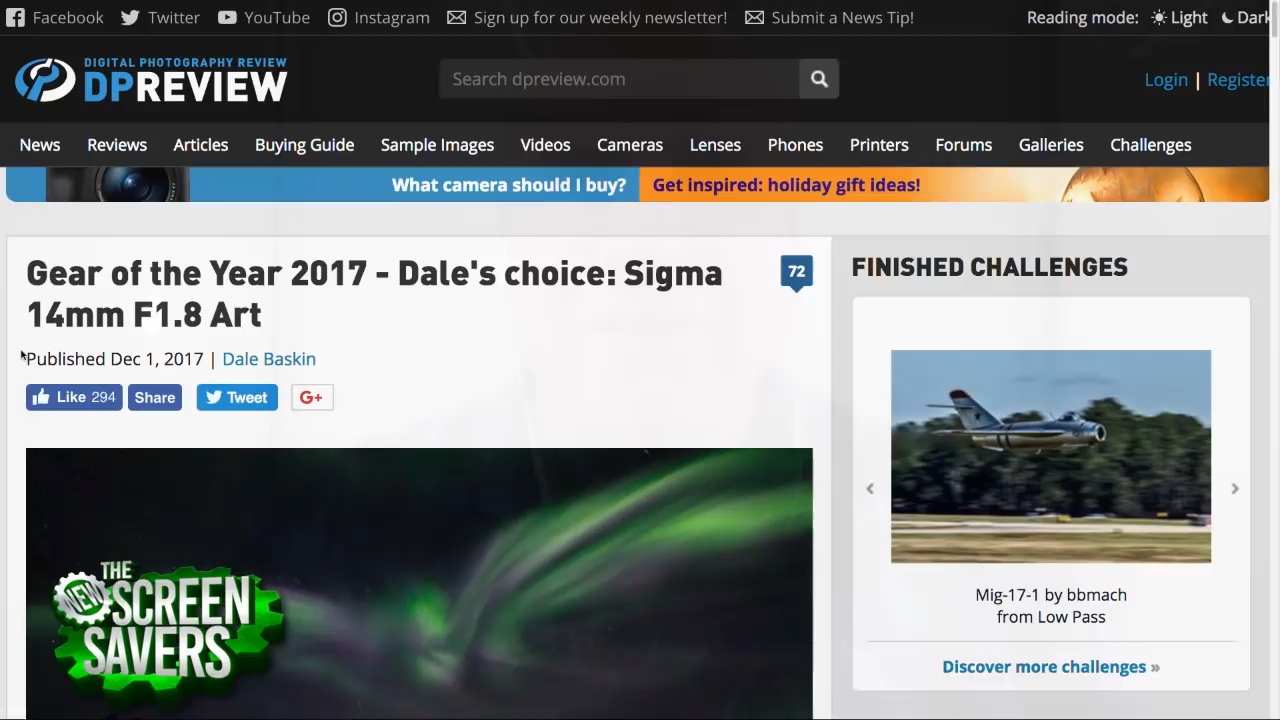 Facebook Twitter YouTube Instagram Sign up for our weekly newsletter! Submit a News Tip! Reading mode: Light Dark
DIGITAL PHOTOGRAPHY REVIEW
DPREVIEW
Search dpreview.com
Login | Register
News Reviews Articles Buying Guide Sample Images Videos Cameras Lenses Phones Printers Forums Galleries Challenges
What camera should I buy? Get inspired: holiday gift ideas!
Gear of the Year 2017 - Dale's choice: Sigma
14mm F1.8 Art
72
Published Dec 1, 2017 | Dale Baskin
Like 294 Share Tweet G+
THE
NEW
SCREEN
SAVERS
FINISHED CHALLENGES
‹ ›
Mig-17-1 by bbmach
from Low Pass
Discover more challenges »